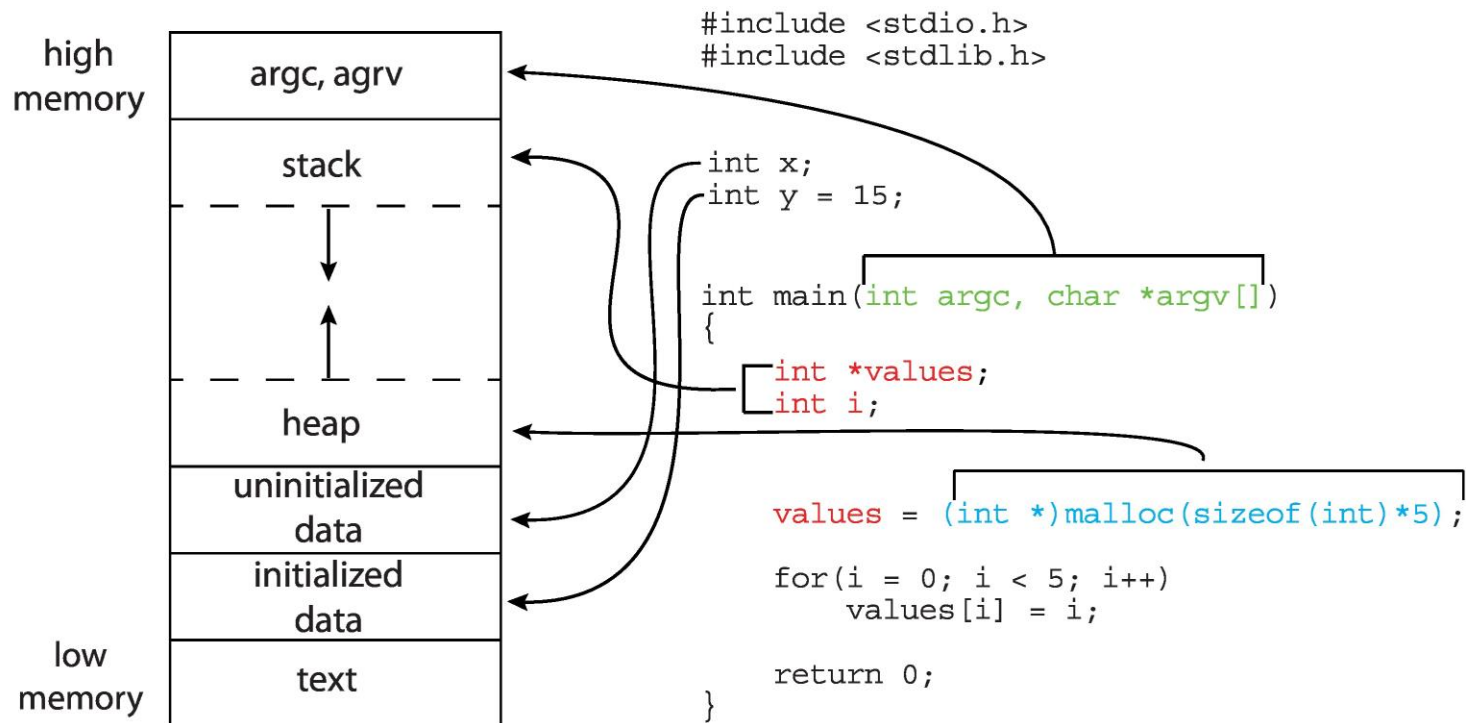 high
memory
argc, agrv
stack
heap
uninitialized
data
initialized
data
low
memory
text
#include <stdio.h>
#include <stdlib.h>
int x;
int y = 15;
int main(int argc, char *argv[])
{
int *values;
int i;
values = (int *)malloc(sizeof(int)*5);
for(i = 0; i < 5; i++)
values[i] = i;
return 0;
}